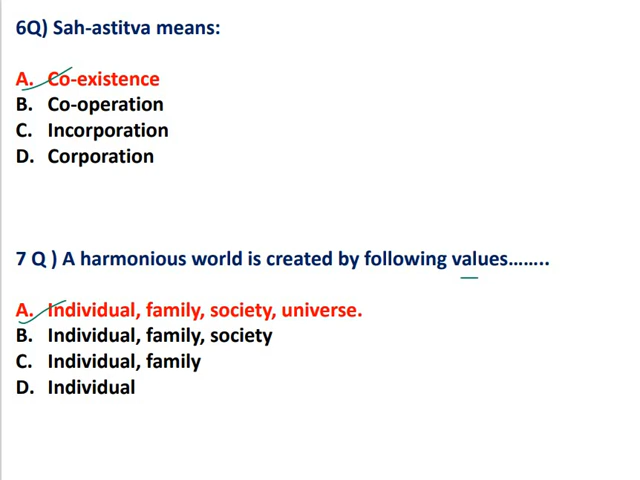 6Q) Sah-astitva means:
A. Co-existence
B. Co-operation
C. Incorporation
D. Corporation
7 Q ) A harmonious world is created by following values……..
A. Individual, family, society, universe.
B. Individual, family, society
C. Individual, family
D. Individual